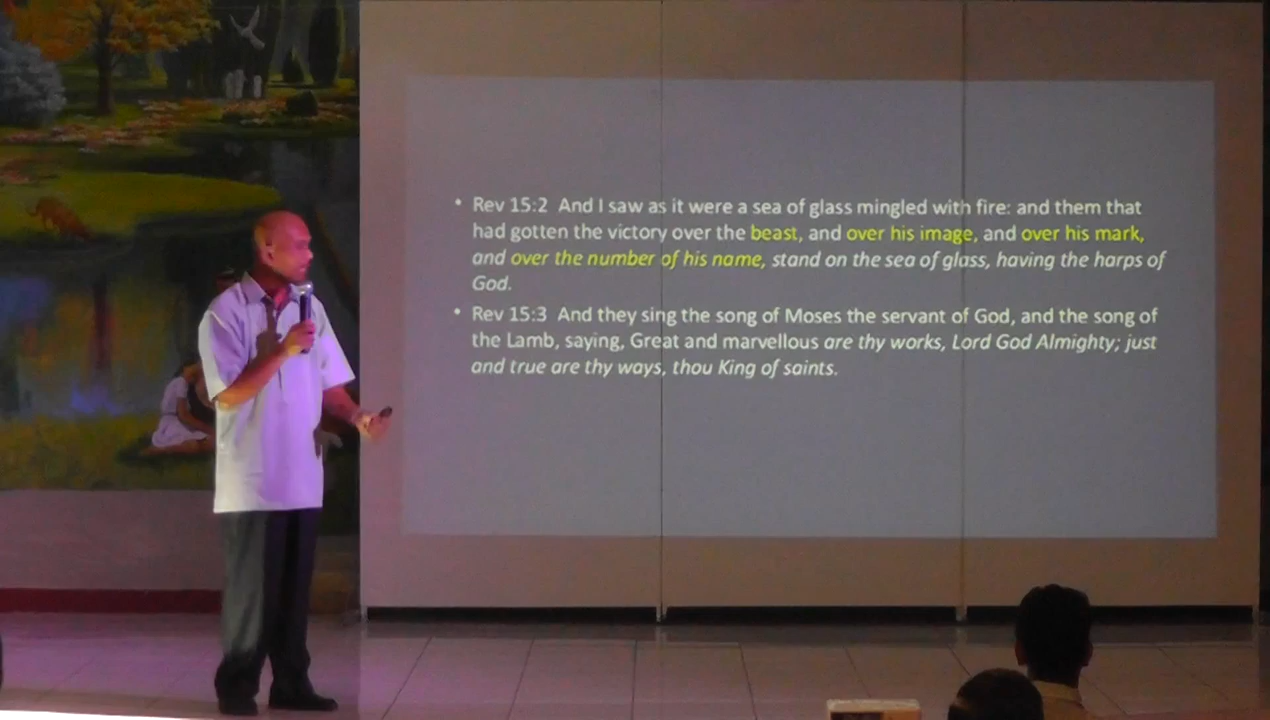 • Rev 15:2 And I saw as it were a sea of glass mingled with fire: and them that
had gotten the victory over the beast, and over his image, and over his mark,
and over the number of his name, stand on the sea of glass, having the harps of
God.
• Rev 15:3 And they sing the song of Moses the servant of God, and the song of
the Lamb, saying, Great and marvellous are thy works, Lord God Almighty; just
and true are thy ways, thou King of saints.